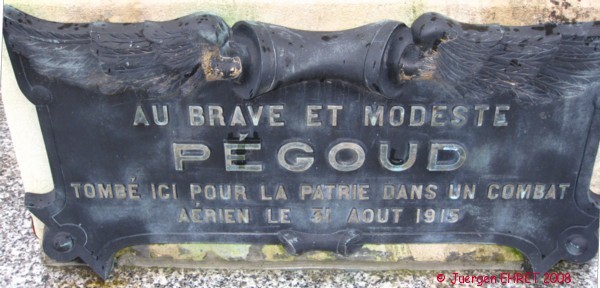 AU BRAVE ET MODESTE
PÉGOUD
TOMBÉ ICI POUR LA PATRIE DANS UN COMBAT
AÉRIEN LE 31 AOUT 1915
© Juergen EHRET 2008